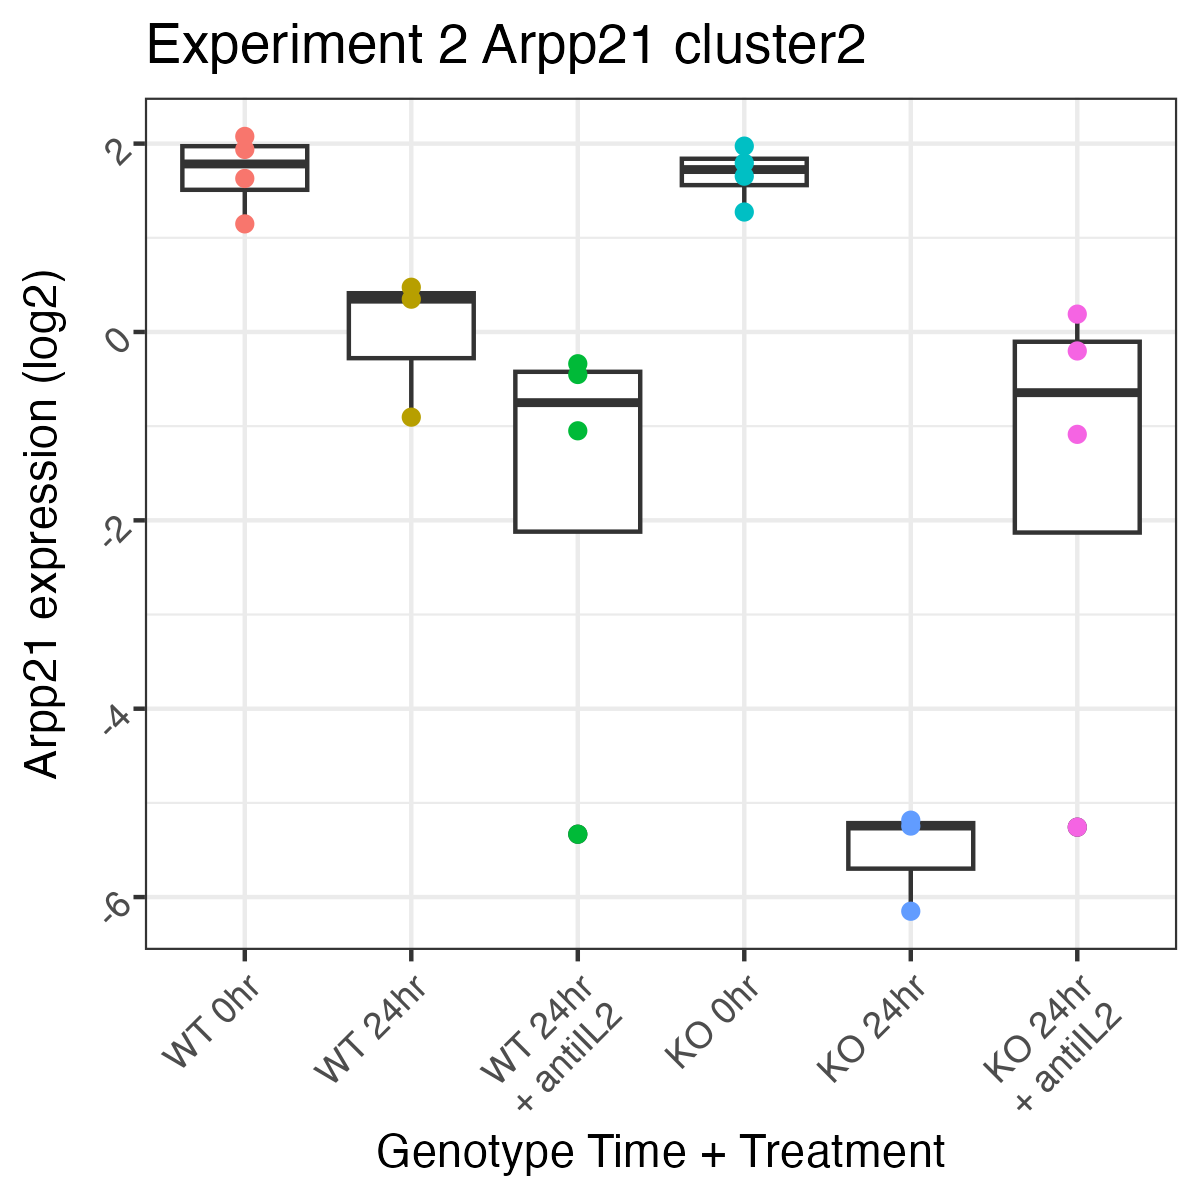 Experiment 2 Arpp21 cluster2
Arpp21 expression (log2)
2
0
-2
-4
-6
WT 0hr
WT 24hr
WT 24hr
+ antiIL2
KO 0hr
KO 24hr
KO 24hr
+ antiIL2
Genotype Time + Treatment